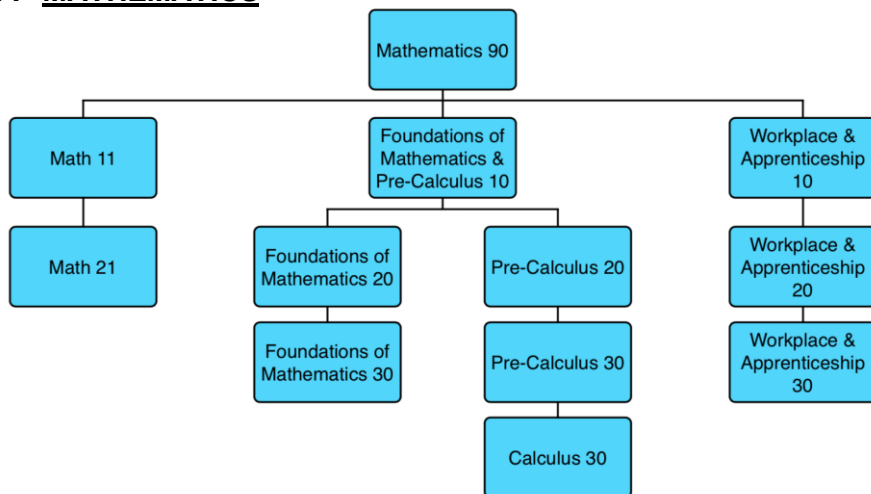 Mathematics 90
Math 11
Foundations of
Mathematics &
Pre-Calculus 10
Workplace &
Apprenticeship
10
Math 21
Foundations of
Mathematics 20
Pre-Calculus 20
Workplace &
Apprenticeship
20
Foundations of
Mathematics 30
Pre-Calculus 30
Workplace &
Apprenticeship
30
Calculus 30